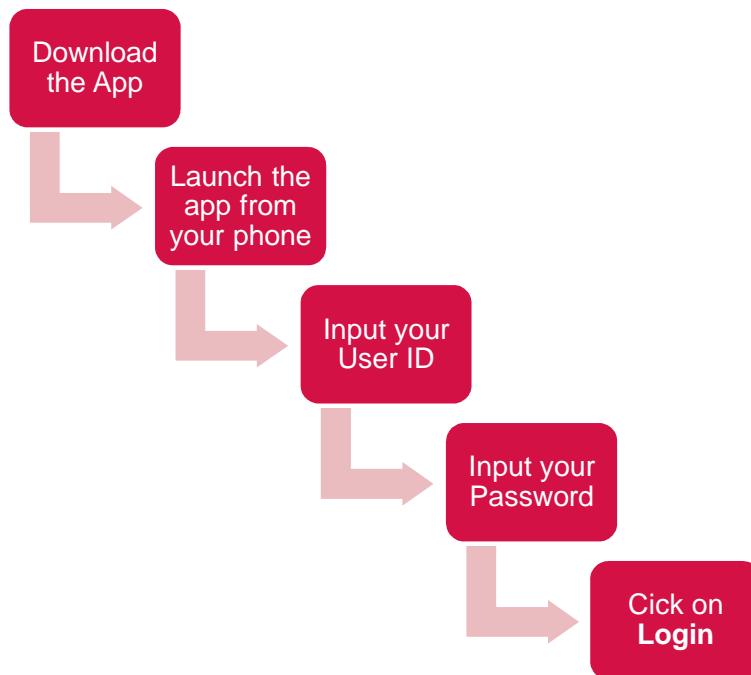 Download
the App
Launch the
app from
your phone
Input your
User ID
Input your
Password
Cick on
Login